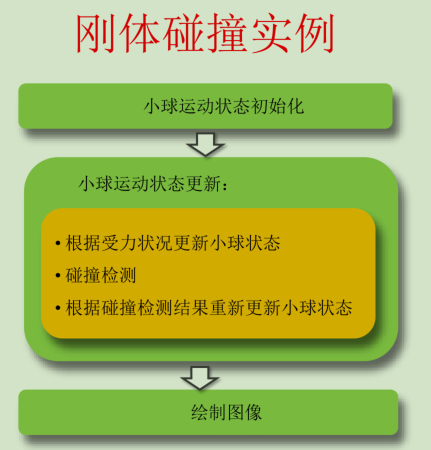 刚体碰撞实例
小球运动状态初始化
小球运动状态更新：
• 根据受力状况更新小球状态
• 碰撞检测
• 根据碰撞检测结果重新更新小球状态
绘制图像